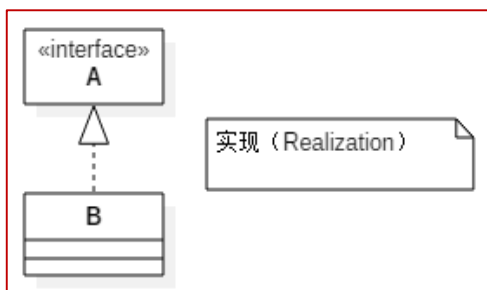 «interface»
A
实现（Realization）
B